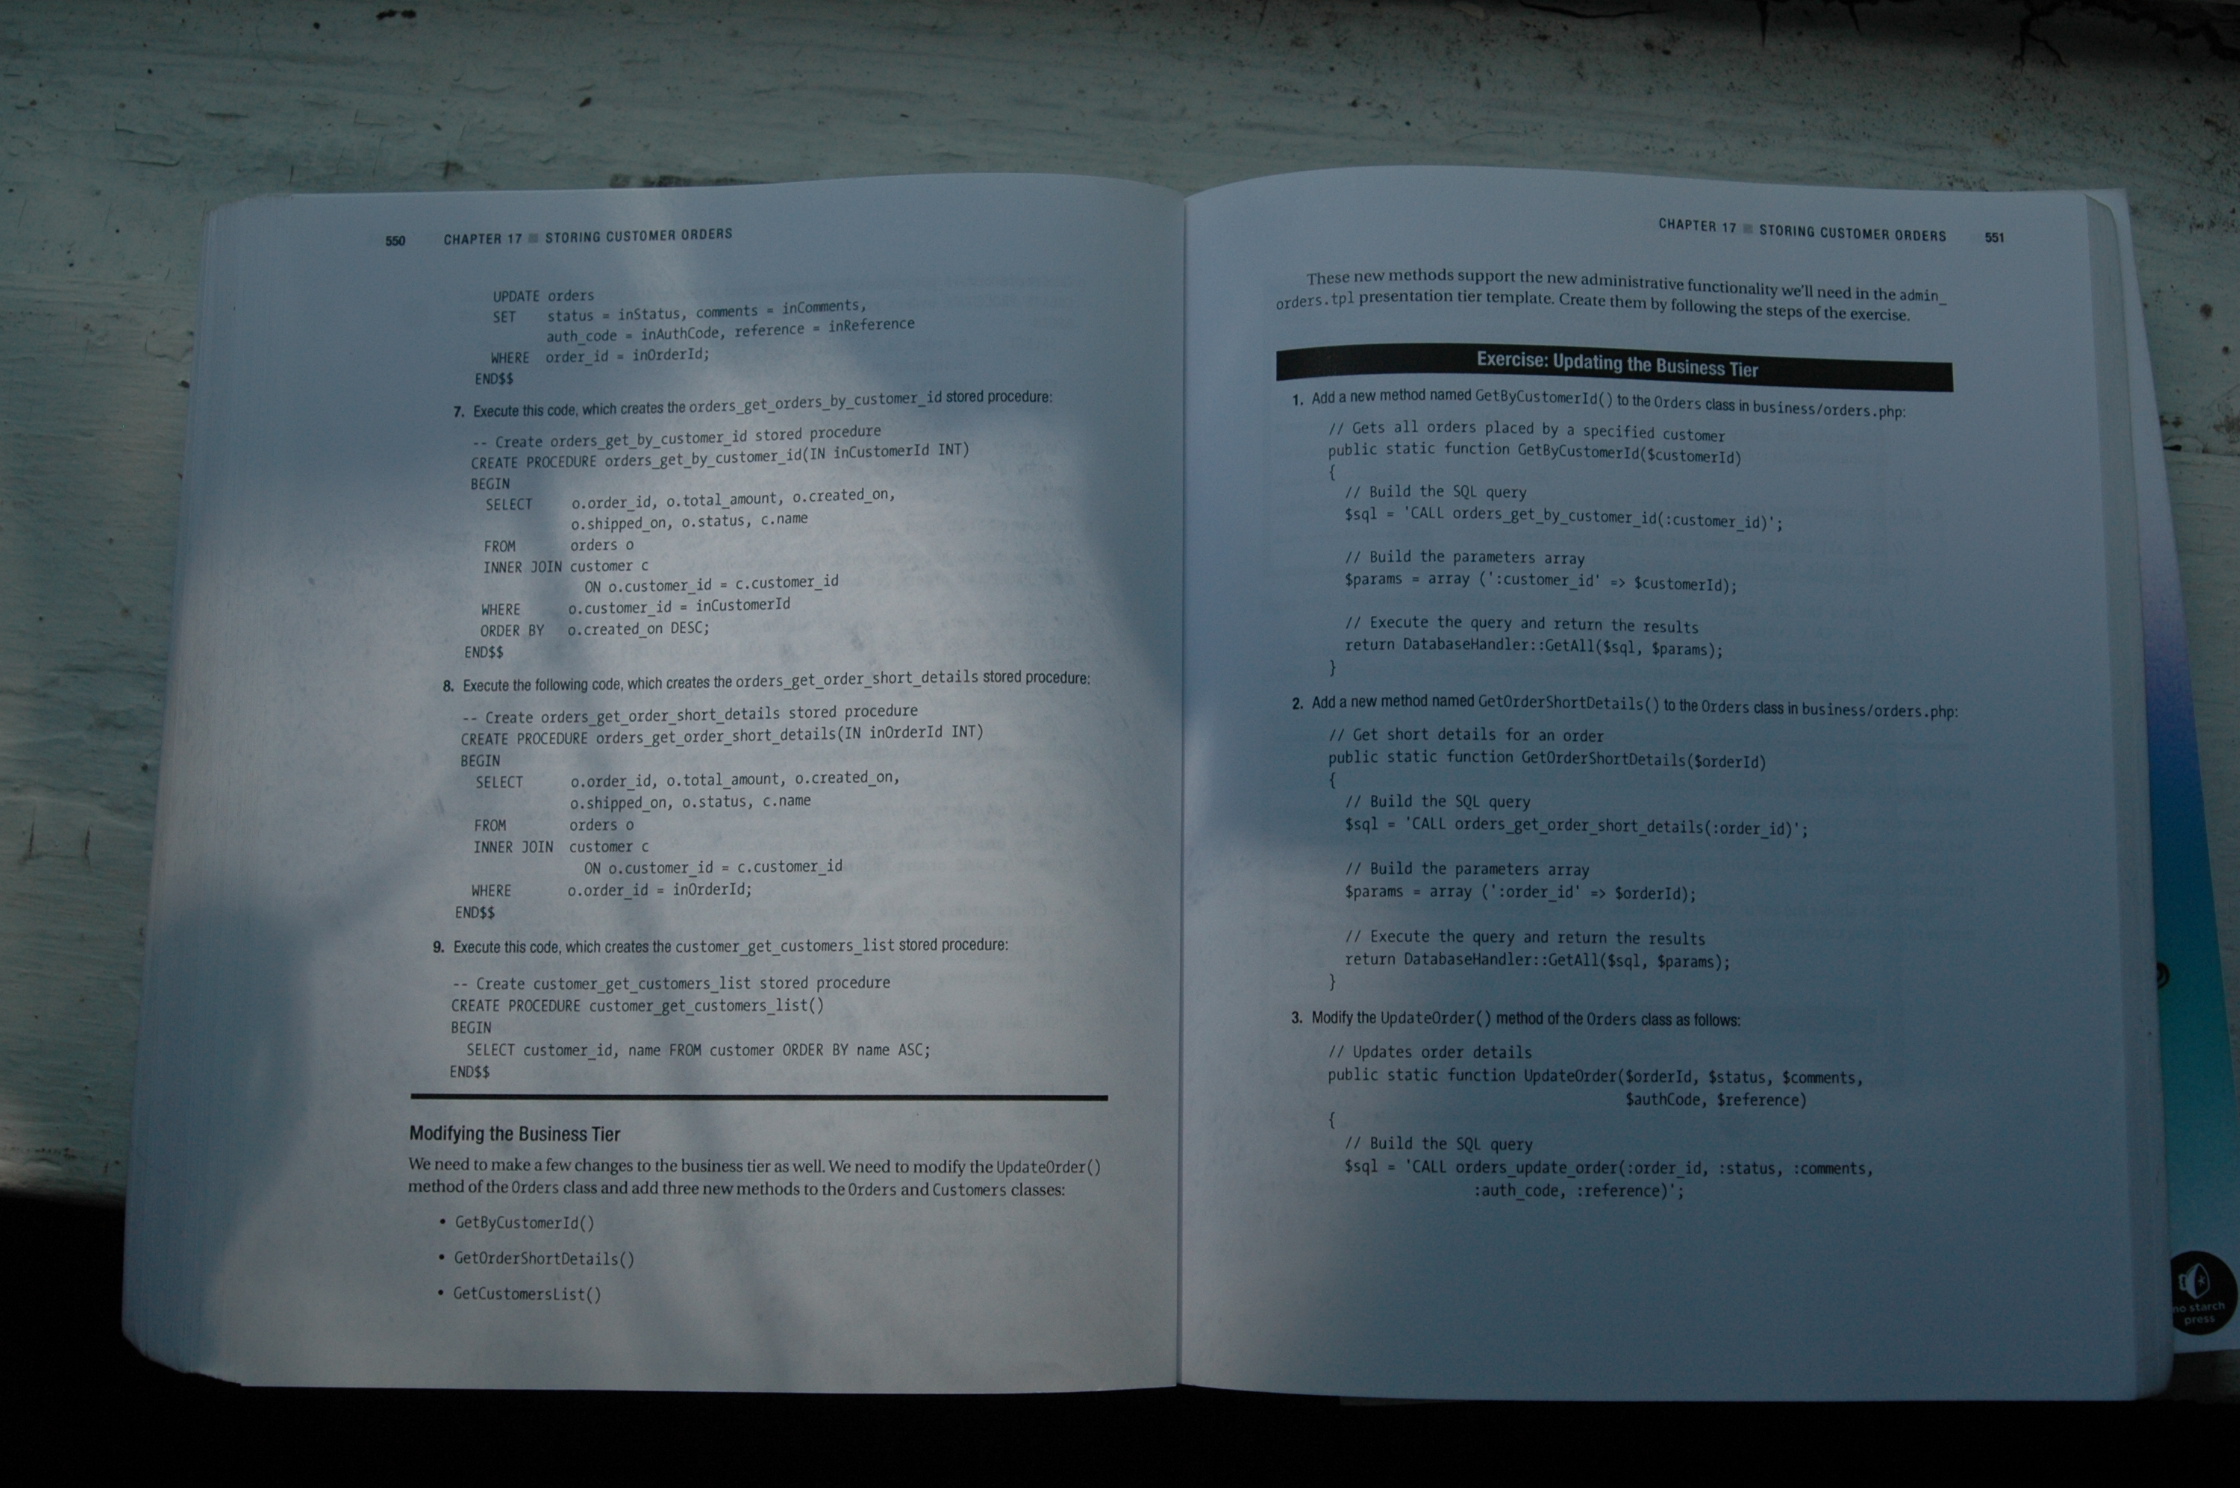 550 CHAPTER 17 ■ STORING CUSTOMER ORDERS
UPDATE orders
SET status = inStatus, comments = inComments,
auth_code = inAuthCode, reference = inReference
WHERE order_id = inOrderId;
END$$
7. Execute this code, which creates the orders_get_orders_by_customer_id stored procedure:
-- Create orders_get_by_customer_id stored procedure
CREATE PROCEDURE orders_get_by_customer_id(IN inCustomerId INT)
BEGIN
SELECT o.order_id, o.total_amount, o.created_on,
o.shipped_on, o.status, c.name
FROM orders o
INNER JOIN customer c
ON o.customer_id = c.customer_id
WHERE o.customer_id = inCustomerId
ORDER BY o.created_on DESC;
END$$
8. Execute the following code, which creates the orders_get_order_short_details stored procedure:
-- Create orders_get_order_short_details stored procedure
CREATE PROCEDURE orders_get_order_short_details(IN inOrderId INT)
BEGIN
SELECT o.order_id, o.total_amount, o.created_on,
o.shipped_on, o.status, c.name
FROM orders o
INNER JOIN customer c
ON o.customer_id = c.customer_id
WHERE o.order_id = inOrderId;
END$$
9. Execute this code, which creates the customer_get_customers_list stored procedure:
-- Create customer_get_customers_list stored procedure
CREATE PROCEDURE customer_get_customers_list()
BEGIN
SELECT customer_id, name FROM customer ORDER BY name ASC;
END$$
Modifying the Business Tier
We need to make a few changes to the business tier as well. We need to modify the UpdateOrder()
method of the Orders class and add three new methods to the Orders and Customers classes:
• GetByCustomerId()
• GetOrderShortDetails()
• GetCustomersList()
CHAPTER 17 ■ STORING CUSTOMER ORDERS 551
These new methods support the new administrative functionality we'll need in the admin_
orders.tpl presentation tier template. Create them by following the steps of the exercise.
Exercise: Updating the Business Tier
1. Add a new method named GetByCustomerId() to the Orders class in business/orders.php:
// Gets all orders placed by a specified customer
public static function GetByCustomerId($customerId)
{
// Build the SQL query
$sql = 'CALL orders_get_by_customer_id(:customer_id)';
// Build the parameters array
$params = array (':customer_id' => $customerId);
// Execute the query and return the results
return DatabaseHandler::GetAll($sql, $params);
}
2. Add a new method named GetOrderShortDetails() to the Orders class in business/orders.php:
// Get short details for an order
public static function GetOrderShortDetails($orderId)
{
// Build the SQL query
$sql = 'CALL orders_get_order_short_details(:order_id)';
// Build the parameters array
$params = array (':order_id' => $orderId);
// Execute the query and return the results
return DatabaseHandler::GetAll($sql, $params);
}
3. Modify the UpdateOrder() method of the Orders class as follows:
// Updates order details
public static function UpdateOrder($orderId, $status, $comments,
$authCode, $reference)
{
// Build the SQL query
$sql = 'CALL orders_update_order(:order_id, :status, :comments,
:auth_code, :reference)';
no starch
press